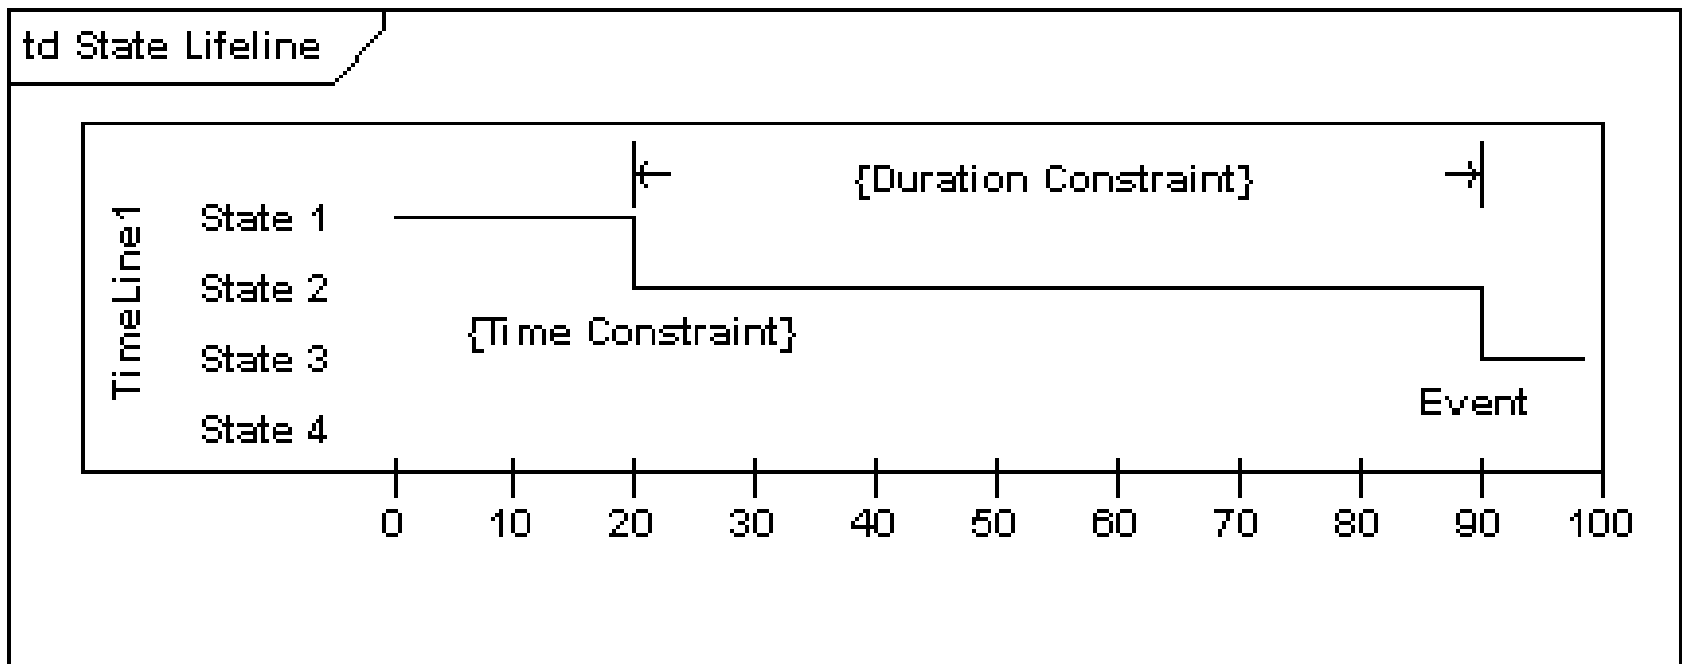 td State Lifeline
{Duration Constraint}
TimeLine1
State 1
State 2
{Time Constraint}
State 3
Event
State 4
0 10 20 30 40 50 60 70 80 90 100